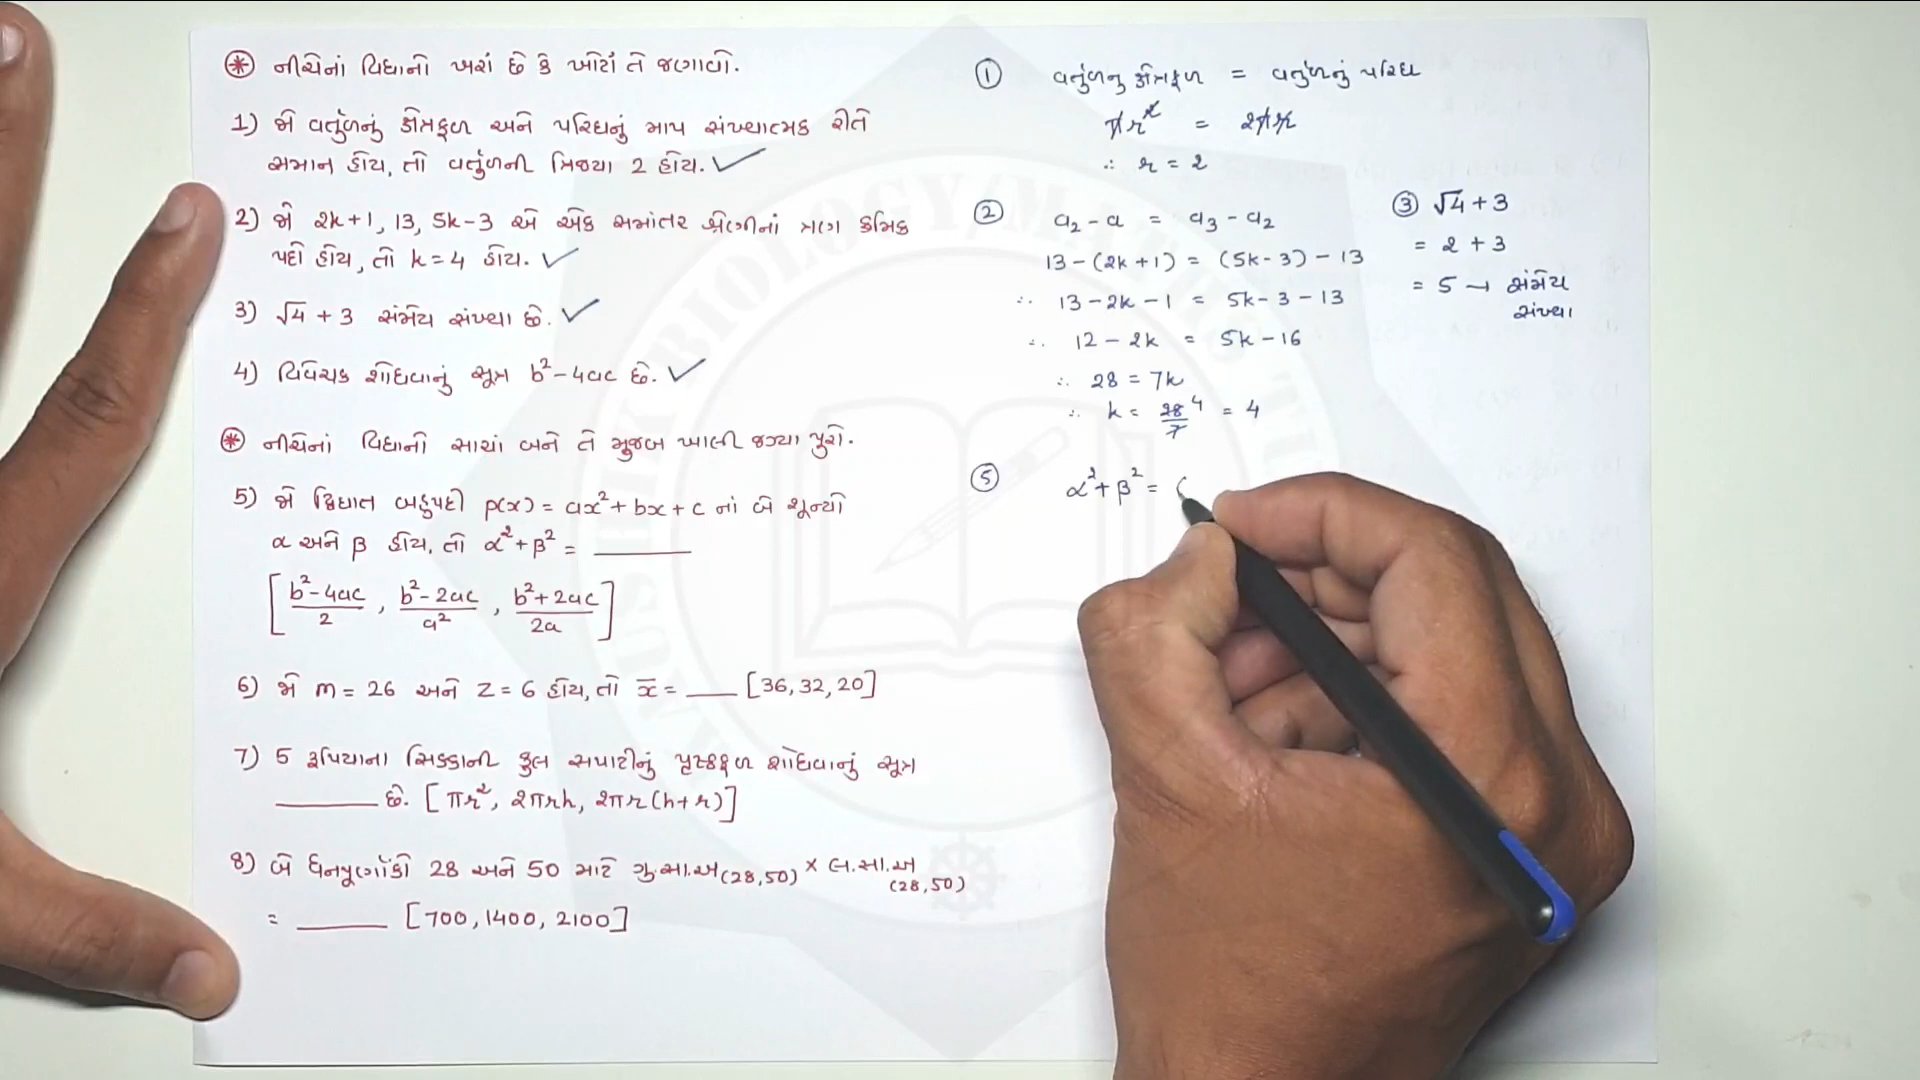 નીચેનાં વિધાનો ખરાં છે કે ખોટાં તે જણાવો.
1) જો વર્તુળનું ક્ષેત્રફળ અને પરિઘનું માપ સંખ્યાત્મક રીતે
સમાન હોય, તો વર્તુળની ત્રિજ્યા 2 હોય. ✓
2) જો 2k+1, 13, 5k-3 એ એક સમાંતર શ્રેણીનાં ત્રણ ક્રમિક
પદો હોય, તો k=4 હોય. ✓
3) √4 + 3 સંમેય સંખ્યા છે. ✓
4) વિવેચક શોધવાનું સૂત્ર b²-4ac છે. ✓
નીચેનાં વિધાનો સાચાં બને તે મુજબ ખાલી જગ્યા પુરો.
5) જો દ્વિઘાત બહુપદી p(x) = ax²+bx+c નાં બે શૂન્યો
α અને β હોય, તો α²+β² = ______
[ (b²-4ac)/2 , (b²-2ac)/a² , (b²+2ac)/2a ]
6) જો m = 26 અને Z = 6 હોય, તો x̄ = ___ [36, 32, 20]
7) 5 રૂપિયાના સિક્કાની કુલ સપાટીનું પૃષ્ઠફળ શોધવાનું સૂત્ર
______ છે. [πr², 2πrh, 2πr(h+r)]
8) બે ધનપૂર્ણાંકો 28 અને 50 માટે ગુ.સા.અ (28,50) × લ.સા.અ (28,50)
= ______ [700, 1400, 2100]
① વર્તુળનું ક્ષેત્રફળ = વર્તુળનું પરિઘ
πr² = 2πr
∴ r = 2
② a₂ - a = a₃ - a₂
13-(2k+1) = (5k-3)-13
∴ 13-2k-1 = 5k-3-13
∴ 12-2k = 5k-16
∴ 28 = 7k
∴ k = 28/7 4 = 4
③ √4+3
= 2+3
= 5 → સંમેય
સંખ્યા
⑤ α²+β² = (